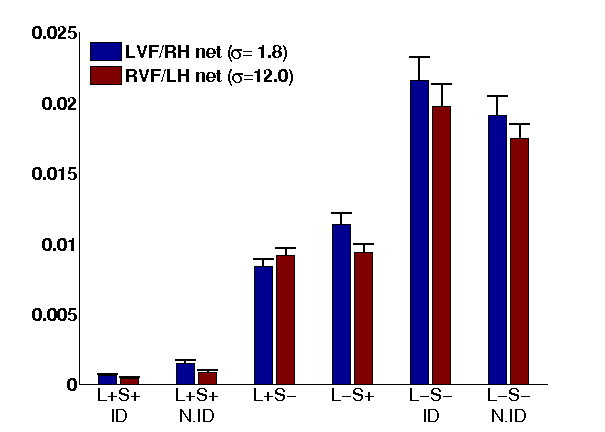 0.025
LVF/RH net (σ= 1.8)
RVF/LH net (σ=12.0)
0.02
0.015
0.01
0.005
0
L+S+ L+S+ L+S− L−S+ L−S− L−S−
ID N.ID ID N.ID